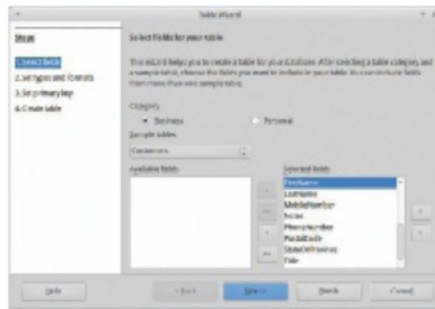 Table Wizard
Steps
1.Select fields
2.Set types and formats
3.Set primary key
4.Create table
Select fields for your table
This wizard helps you to create a table for your database. After selecting a table category and
a sample table, choose the fields you want to include in your table. You can include fields
from more than one sample table.
Category
Business
Personal
Sample tables
Customers
Available fields
Selected fields
FirstName
LastName
MobileNumber
Notes
PhoneNumber
PostalCode
StateOrProvince
Title
Help
< Back
Next >
Finish
Cancel